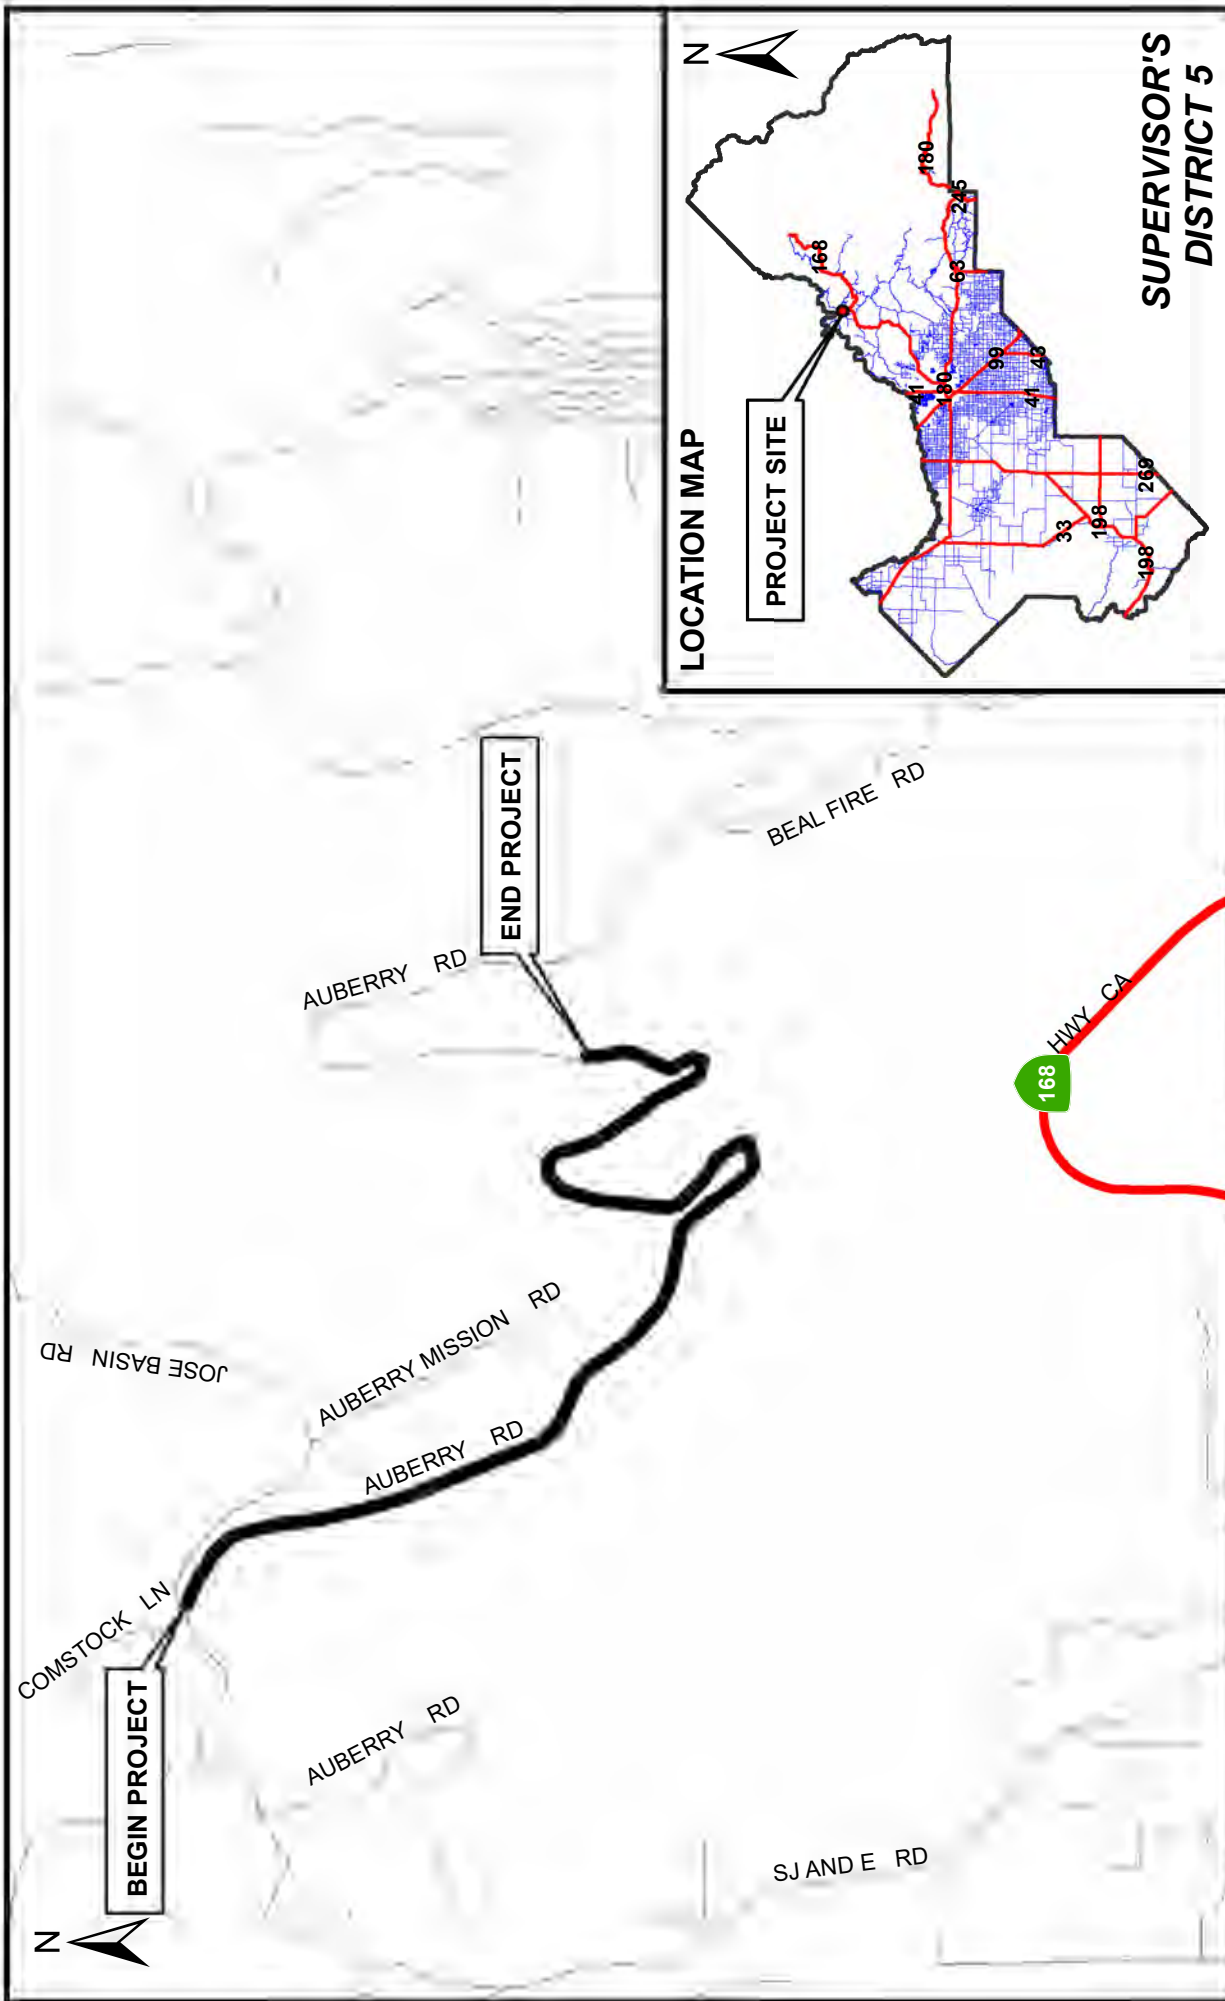 N
BEGIN PROJECT
COMSTOCK LN
JOSE BASIN RD
AUBERRY RD
AUBERRY MISSION RD
AUBERRY RD
AUBERRY RD
END PROJECT
BEAL FIRE RD
SJ AND E RD
168
HWY CA
LOCATION MAP
N
PROJECT SITE
168
180
245
63
41
180
99
43
41
33
198
269
198
SUPERVISOR'S
DISTRICT 5